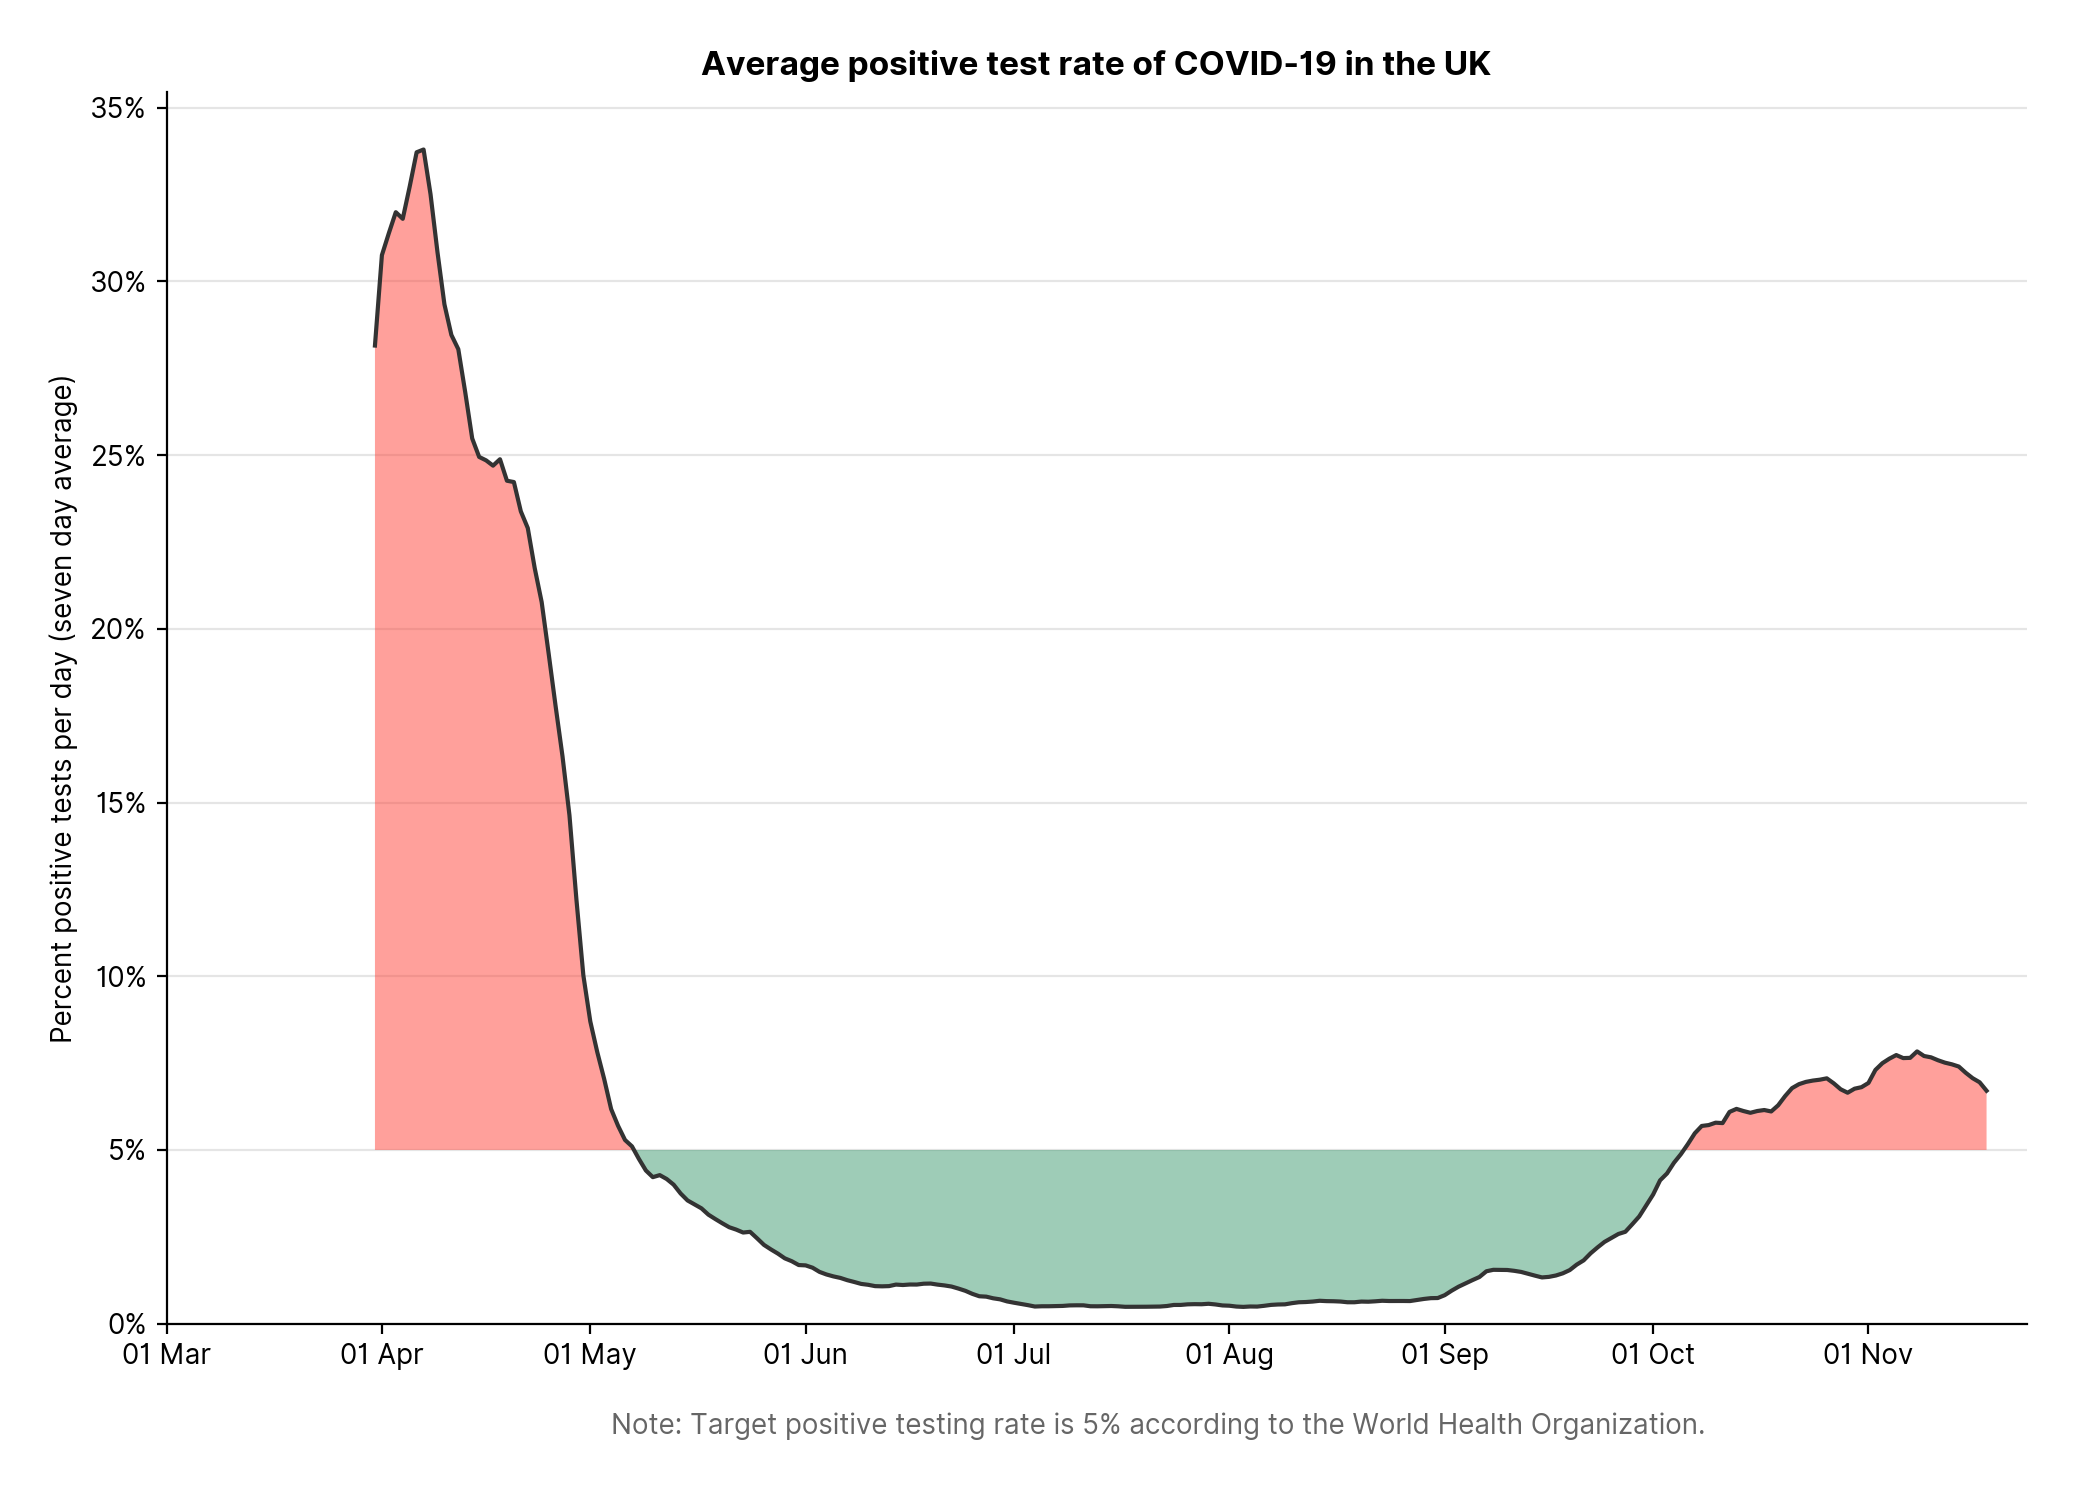 Average positive test rate of COVID-19 in the UK
Percent positive tests per day (seven day average)
35%
30%
25%
20%
15%
10%
5%
0%
01 Mar
01 Apr
01 May
01 Jun
01 Jul
01 Aug
01 Sep
01 Oct
01 Nov
Note: Target positive testing rate is 5% according to the World Health Organization.